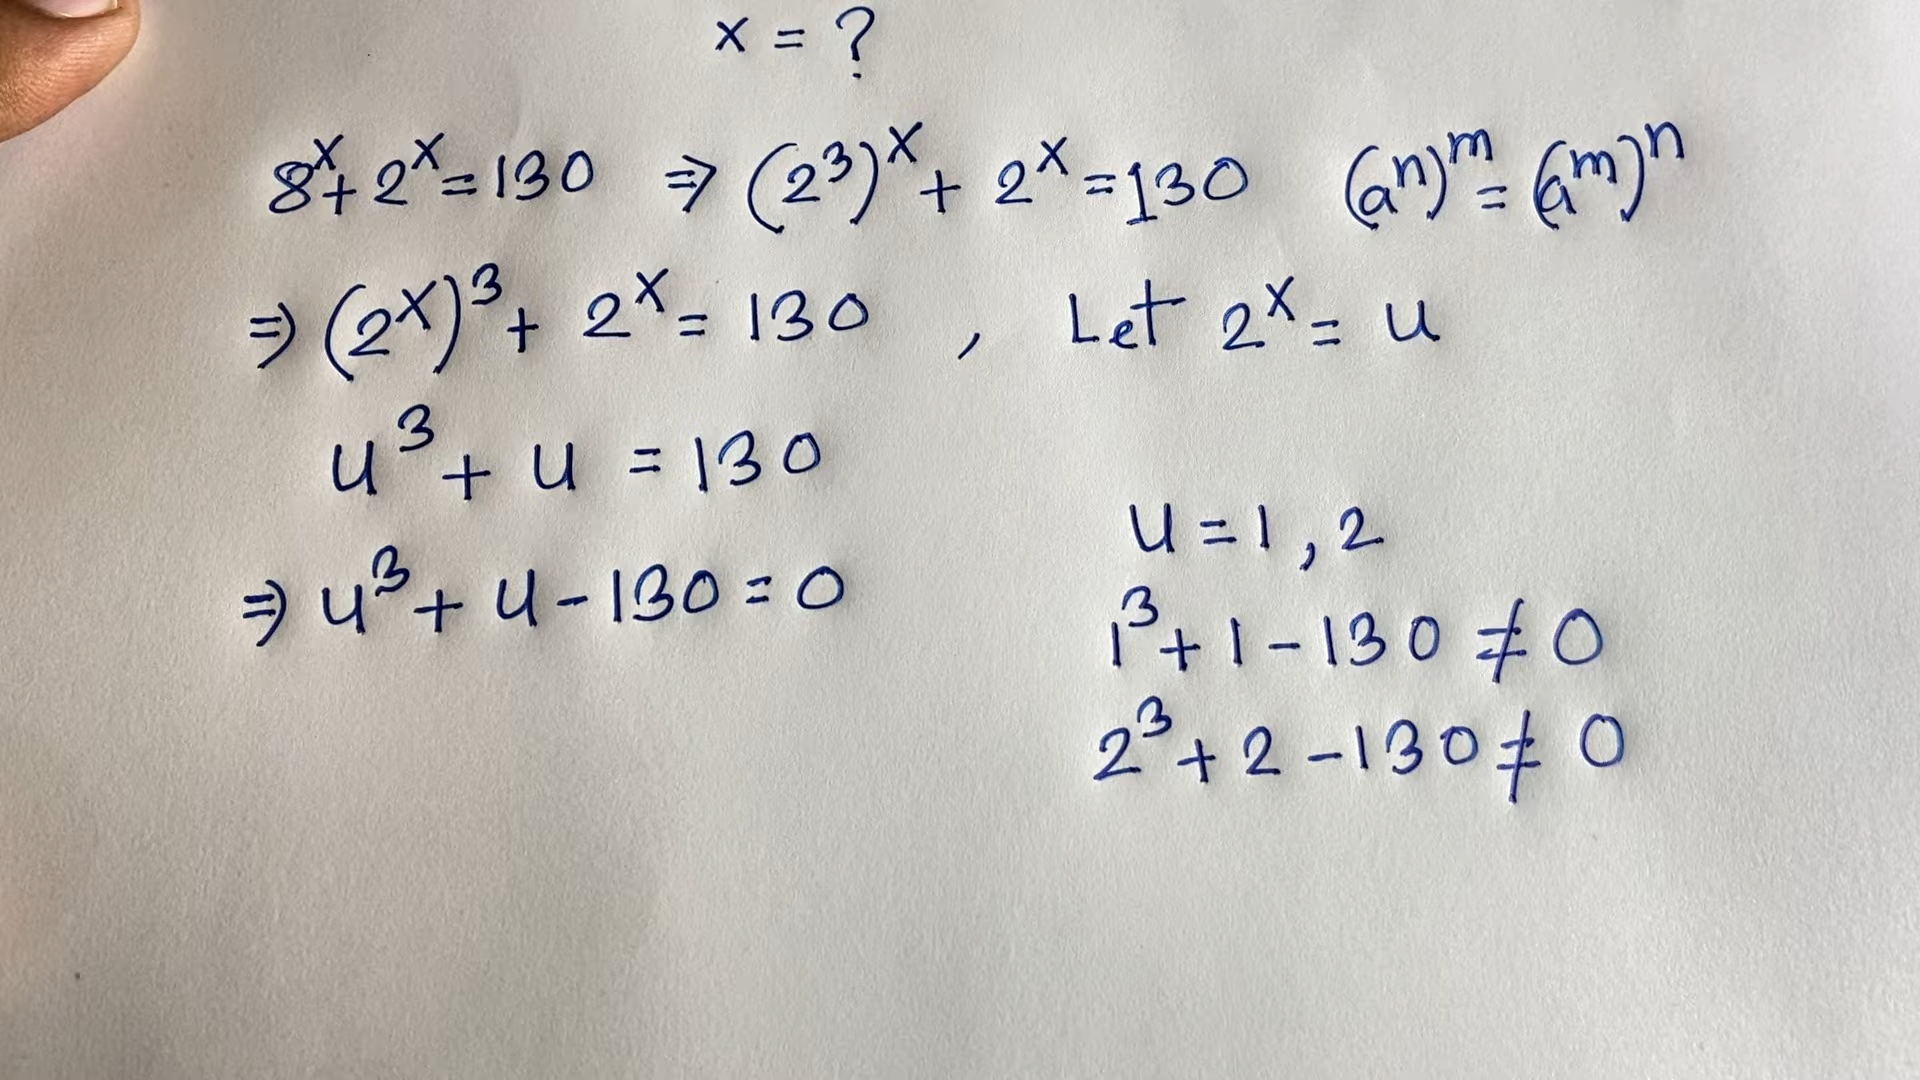 x = ?
8^x + 2^x = 130 ⇒ (2^3)^x + 2^x = 130 (a^n)^m = (a^m)^n
⇒ (2^x)^3 + 2^x = 130 , Let 2^x = u
u^3 + u = 130
u = 1, 2
⇒ u^3 + u - 130 = 0
1^3 + 1 - 130 ≠ 0
2^3 + 2 - 130 ≠ 0